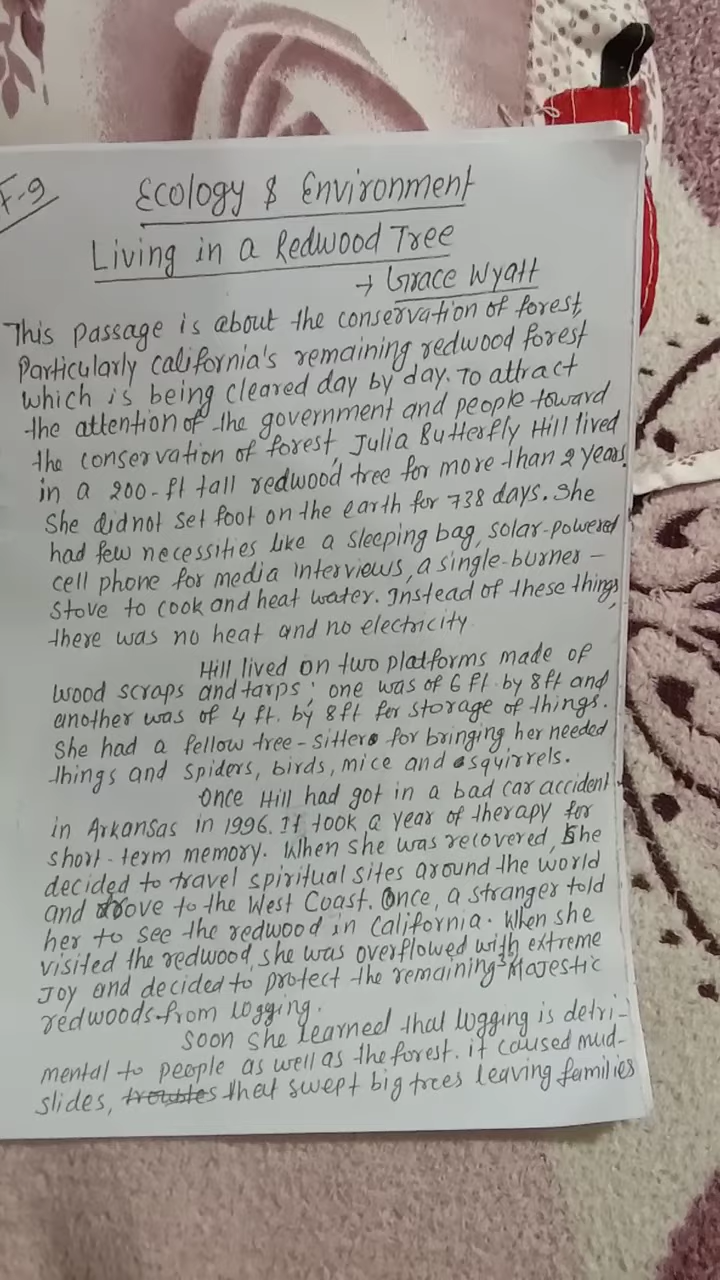 F-9
Ecology & Environment
Living in a Redwood Tree
→ Grace Wyatt
This Passage is about the conservation of forest,
Particularly California's remaining redwood forest
which is being cleared day by day. To attract
the attention of the government and people toward
the conservation of forest, Julia Butterfly Hill lived
in a 200-ft tall redwood tree for more than 2 years.
She did not set foot on the earth for 738 days. She
had few necessities like a sleeping bag, solar-powered
cell phone for media interviews, a single-burner -
stove to cook and heat water. Instead of these things,
there was no heat and no electricity.
Hill lived on two platforms made of
wood scraps and tarps; one was of 6 ft by 8 ft and
another was of 4 ft. by 8 ft for storage of things.
She had a fellow tree-sitters for bringing her needed
things and spiders, birds, mice and squirrels.
Once Hill had got in a bad car accident
in Arkansas in 1996. It took a year of therapy for
short-term memory. When she was recovered, She
decided to travel spiritual sites around the world
and drove to the West Coast. Once, a stranger told
her to see the redwood in California. When she
visited the redwood, she was overflowed with extreme
Joy and decided to protect the remaining Majestic
redwoods from logging.
Soon she learned that logging is detri-
mental to people as well as the forest. it caused mud-
slides, troubles that swept big trees leaving families